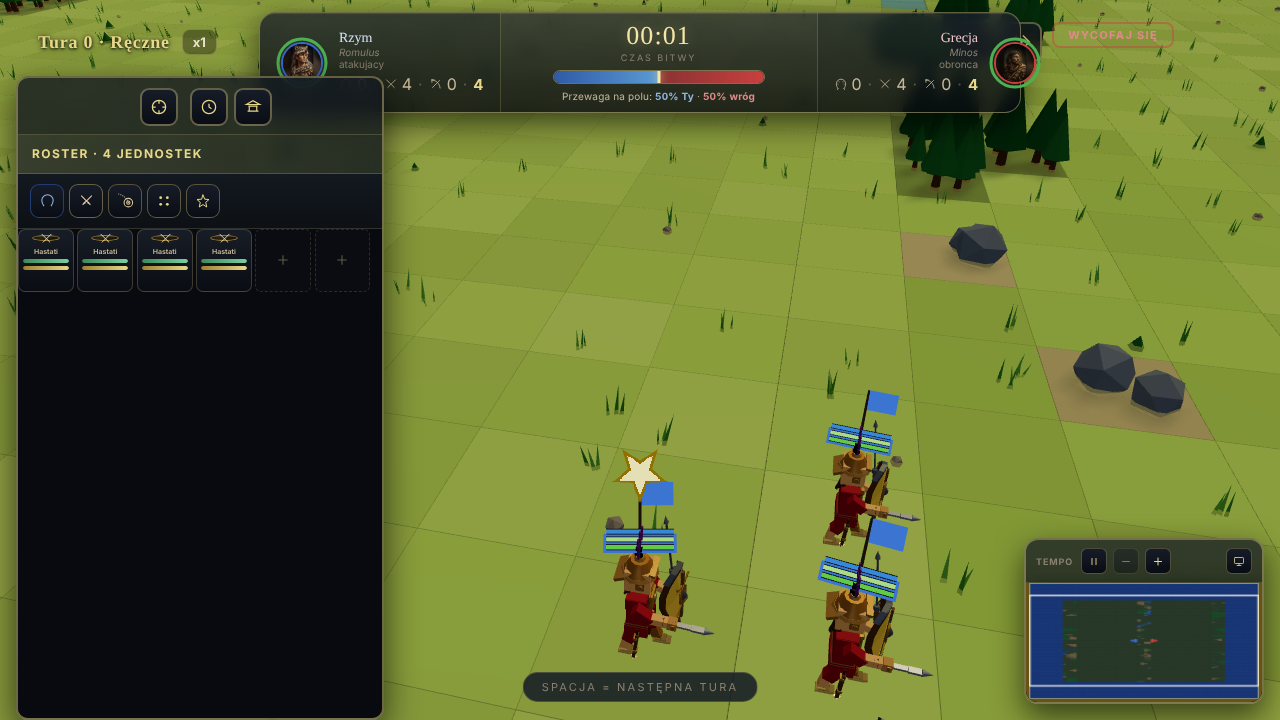 Tura 0 · Ręczne x1
Rzym
Romulus
atakujący
4 · 0 · 4
00:01
CZAS BITWY
Przewaga na polu: 50% Ty · 50% wróg
Grecja
Minos
obronca
0 · 4 · 0 · 4
WYCOFAJ SIĘ
ROSTER · 4 JEDNOSTEK
Hastati Hastati Hastati Hastati + +
TEMPO
SPACJA = NASTĘPNA TURA